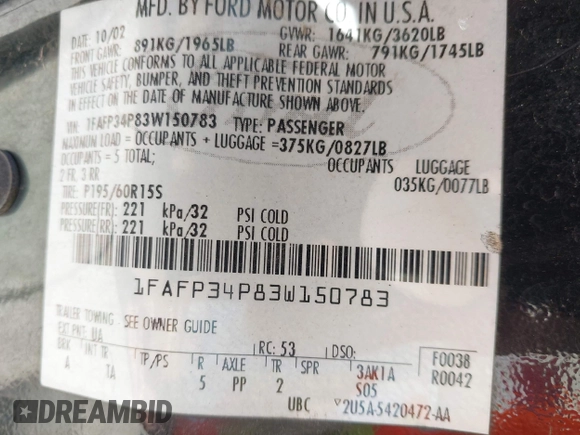 MFD. BY FORD MOTOR CO. IN U.S.A.
DATE: 10/02 GVWR: 1641KG/3620LB
FRONT GAWR: 891KG/1965LB REAR GAWR: 791KG/1745LB
THIS VEHICLE CONFORMS TO ALL APPLICABLE FEDERAL MOTOR
VEHICLE SAFETY, BUMPER, AND THEFT PREVENTION STANDARDS
IN EFFECT ON THE DATE OF MANUFACTURE SHOWN ABOVE.
VIN: 1FAFP34P83W150783 TYPE: PASSENGER
MAXIMUM LOAD = OCCUPANTS + LUGGAGE =375KG/0827LB
OCCUPANTS = 5 TOTAL; OCCUPANTS LUGGAGE
2 FR, 3 RR 035KG/0077LB
TIRE: P195/60R15S
PRESSURE(FR): 221 kPa/32 PSI COLD
PRESSURE(RR): 221 kPa/32 PSI COLD
1FAFP34P83W150783
TRAILER TOWING - SEE OWNER GUIDE
EXT PNT: UA RC: 53 DSO: F0038
BRK INT TR TP/PS R AXLE TR SPR 3AK1A R0042
A TA 5 PP 2 S05
UBC Y2U5A-5420472-AA
DREAMBID